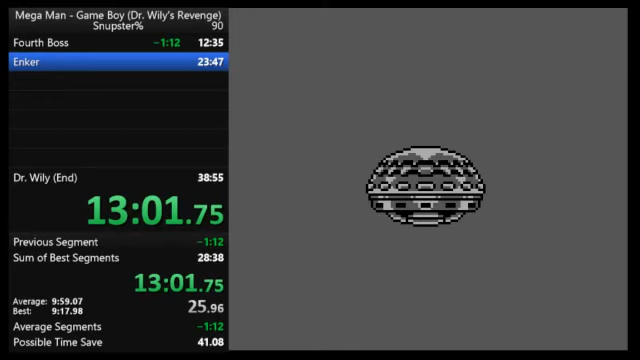 Mega Man - Game Boy (Dr. Wily's Revenge)
Snupster% 90
Fourth Boss −1:12 12:35
Enker 23:47
Dr. Wily (End) 38:55
13:01.75
Previous Segment −1:12
Sum of Best Segments 28:38
13:01.75
Average: 9:59.07
Best: 9:17.98 25.96
Average Segments −1:12
Possible Time Save 41.08